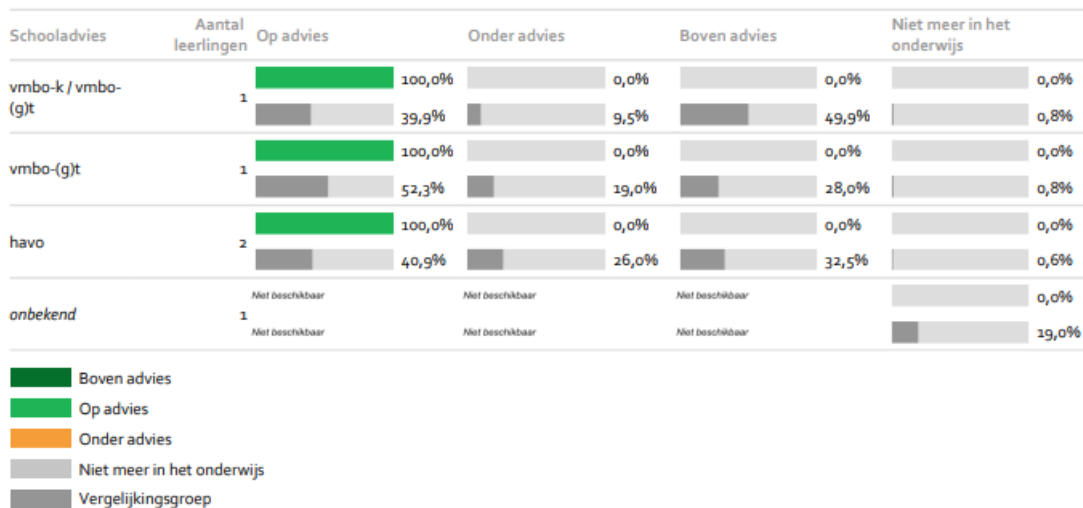 Schooladvies Aantal leerlingen Op advies Onder advies Boven advies Niet meer in het onderwijs
100,0% 0,0% 0,0% 0,0%
vmbo-k / vmbo-(g)t 1
39,9% 9,5% 49,9% 0,8%
100,0% 0,0% 0,0% 0,0%
vmbo-(g)t 1
52,3% 19,0% 28,0% 0,8%
100,0% 0,0% 0,0% 0,0%
havo 2
40,9% 26,0% 32,5% 0,6%
Niet beschikbaar Niet beschikbaar Niet beschikbaar 0,0%
onbekend 1
Niet beschikbaar Niet beschikbaar Niet beschikbaar 19,0%
Boven advies
Op advies
Onder advies
Niet meer in het onderwijs
Vergelijkingsgroep